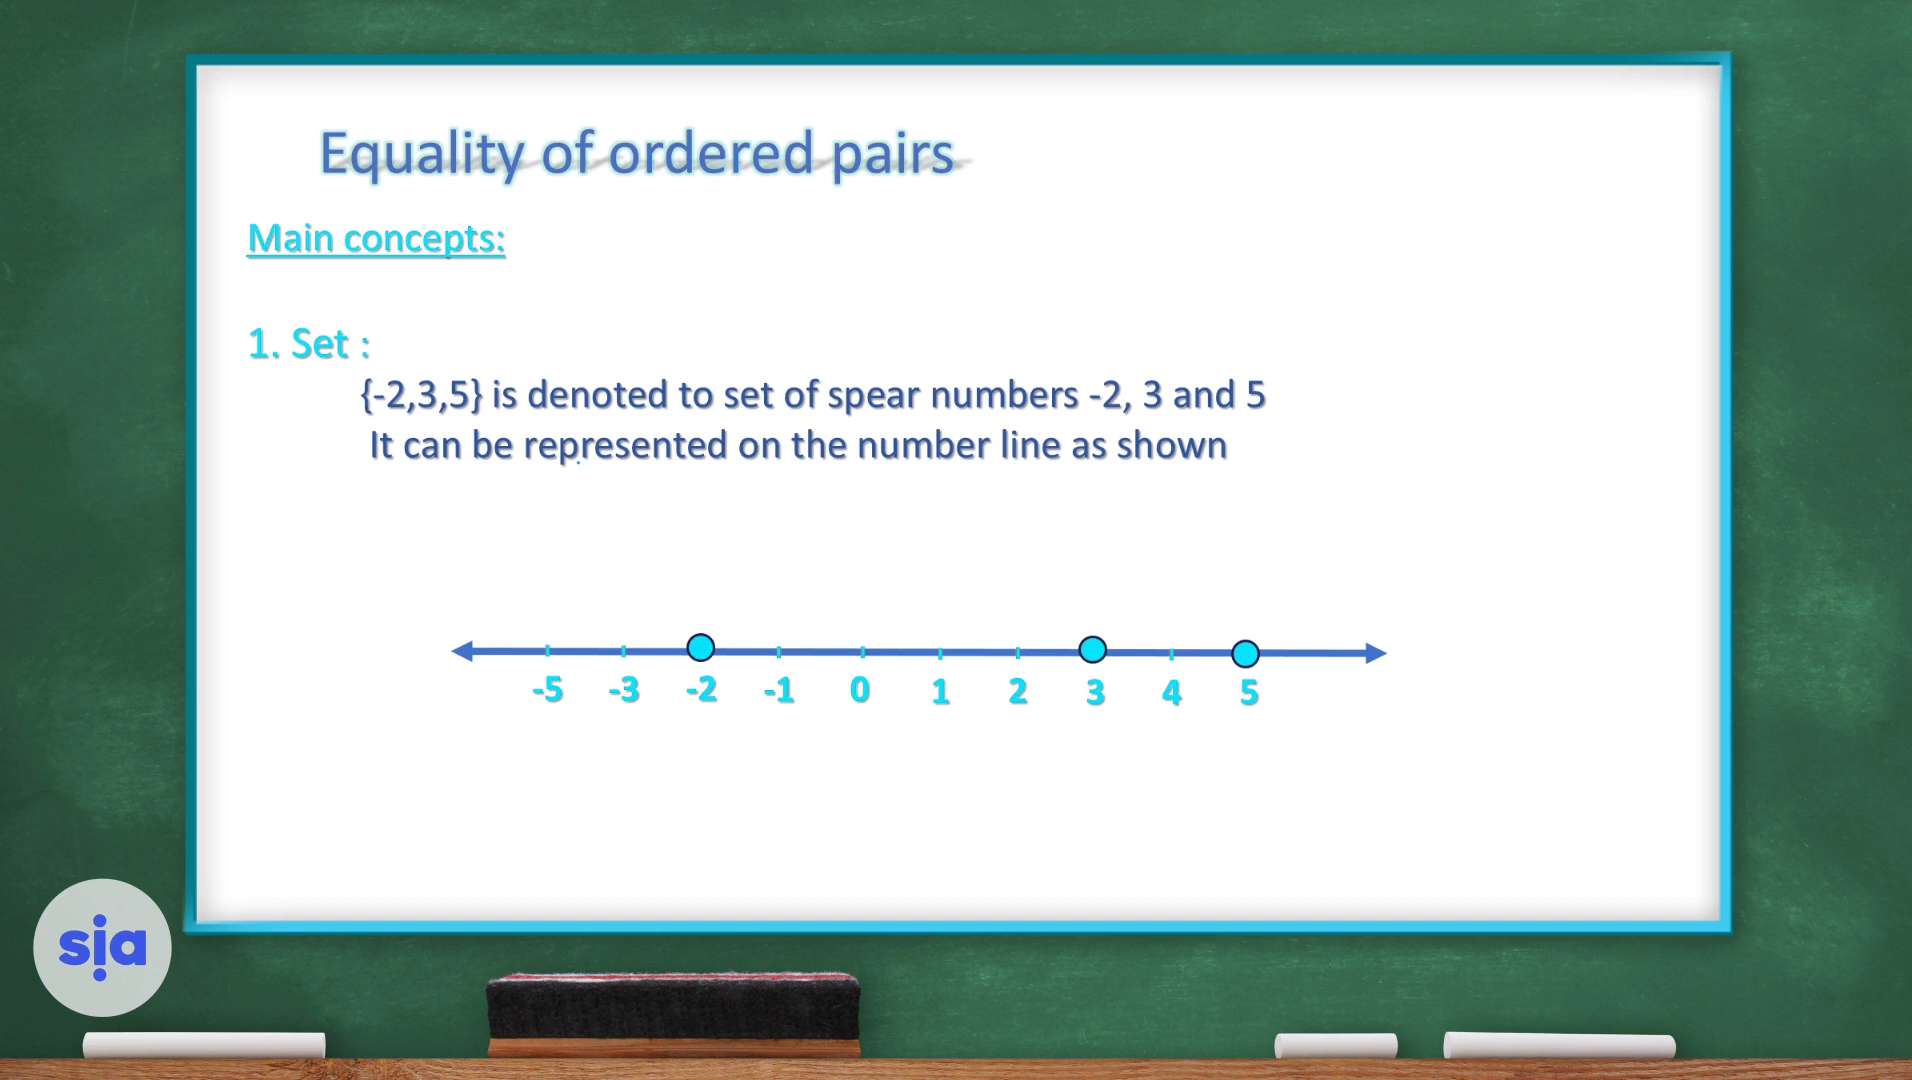 Equality of ordered pairs
Main concepts:
1. Set :
{-2,3,5} is denoted to set of spear numbers -2, 3 and 5
It can be represented on the number line as shown
-5 -3 -2 -1 0 1 2 3 4 5
sia